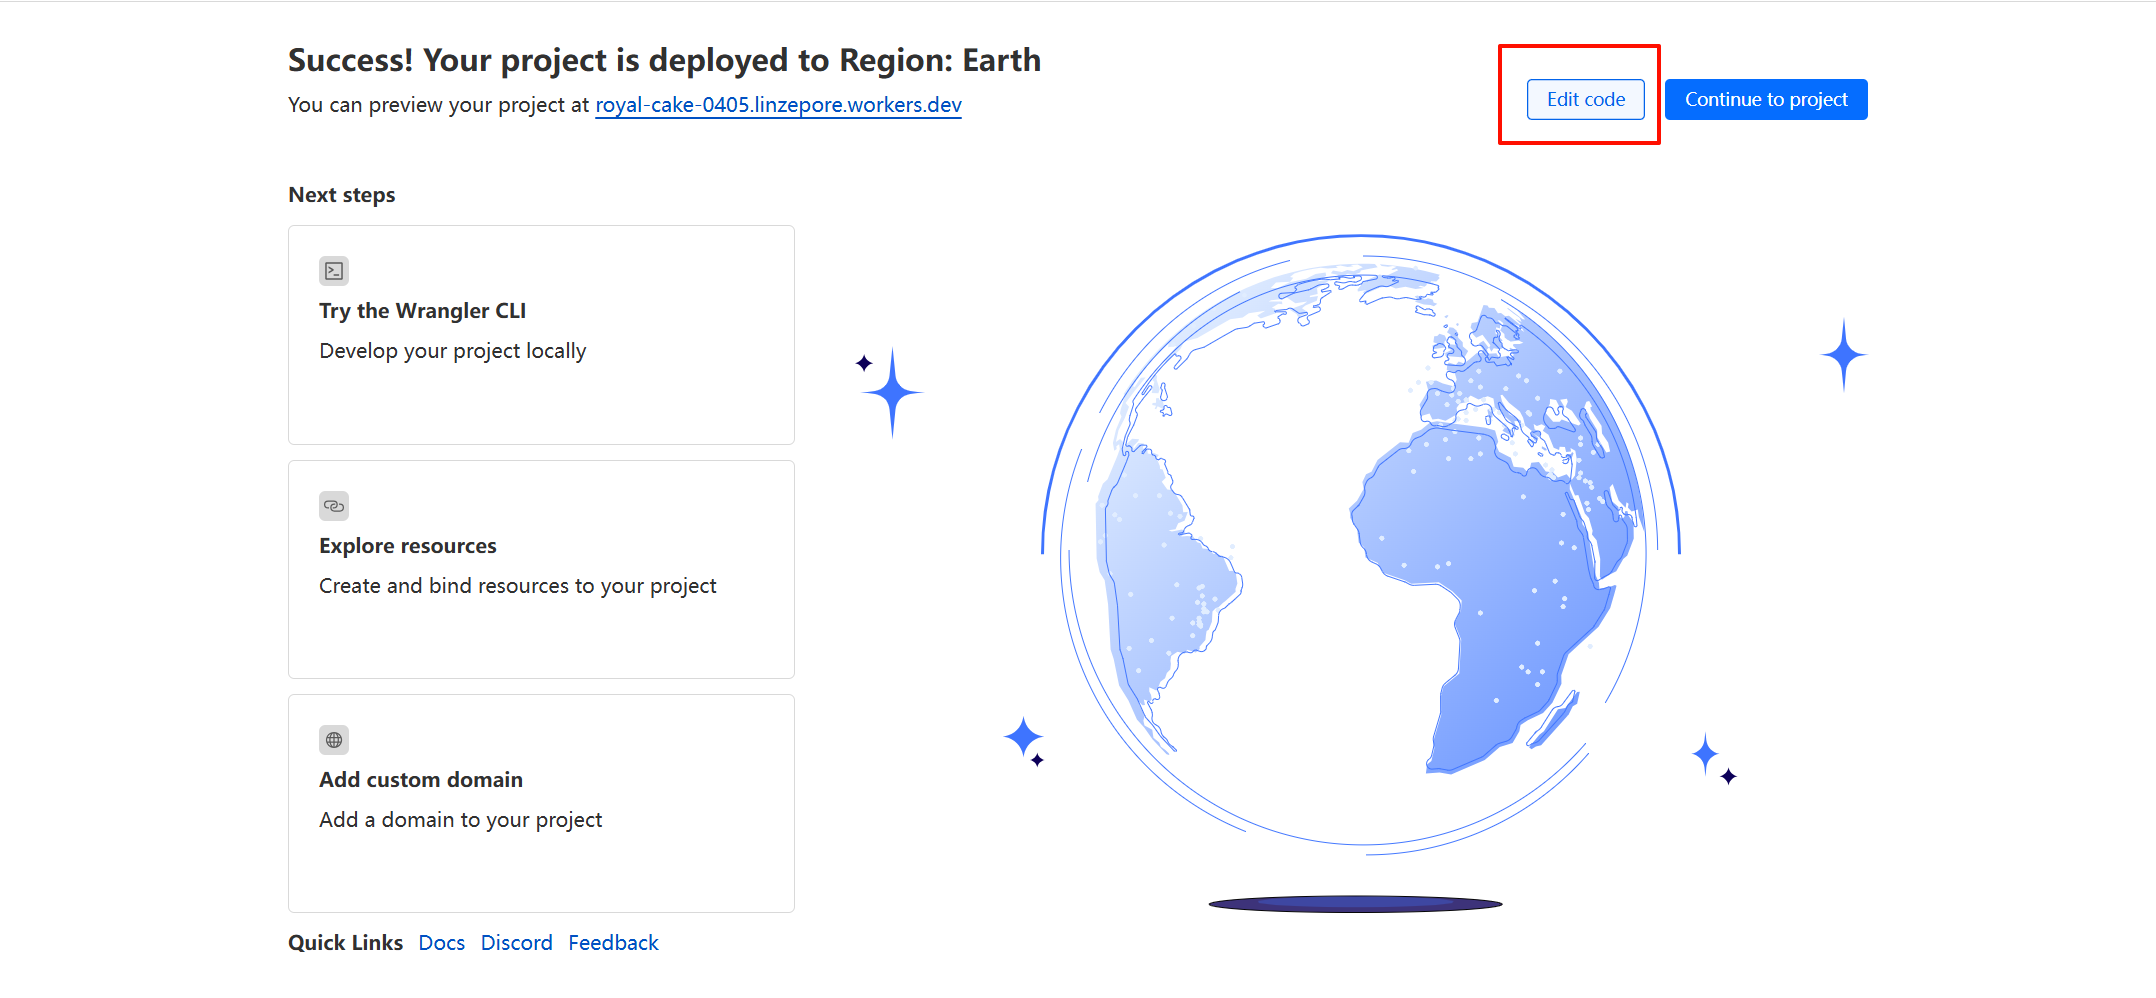 Success! Your project is deployed to Region: Earth
You can preview your project at royal-cake-0405.linzepore.workers.dev
Edit code
Continue to project
Next steps
Try the Wrangler CLI
Develop your project locally
Explore resources
Create and bind resources to your project
Add custom domain
Add a domain to your project
Quick Links Docs Discord Feedback